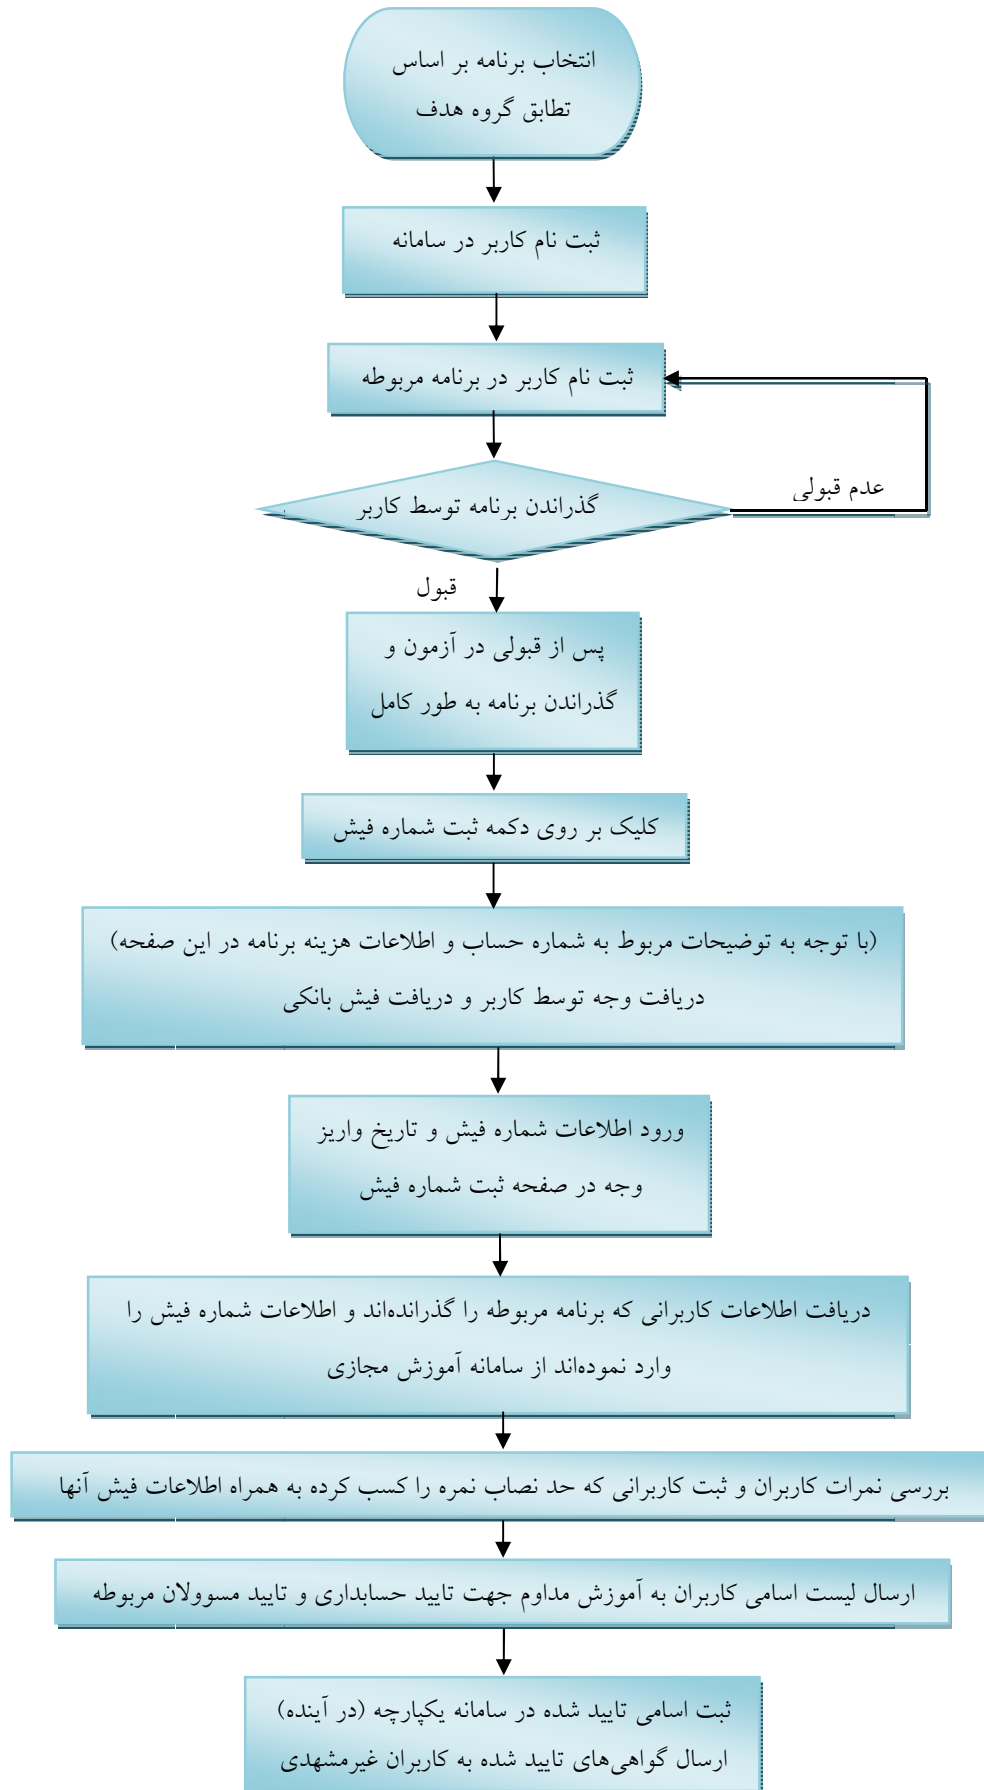 انتخاب برنامه بر اساس
تطابق گروه هدف
ثبت نام کاربر در سامانه
ثبت نام کاربر در برنامه مربوطه
عدم قبولی
گذراندن برنامه توسط کاربر
قبول
پس از قبولی در آزمون و
گذراندن برنامه به طور کامل
کلیک بر روی دکمه ثبت شماره فیش
(با توجه به توضیحات مربوط به شماره حساب و اطلاعات هزینه برنامه در این صفحه)
دریافت وجه توسط کاربر و دریافت فیش بانکی
ورود اطلاعات شماره فیش و تاریخ واریز
وجه در صفحه ثبت شماره فیش
دریافت اطلاعات کاربرانی که برنامه مربوطه را گذرانده‌اند و اطلاعات شماره فیش را
وارد نموده‌اند از سامانه آموزش مجازی
بررسی نمرات کاربران و ثبت کاربرانی که حد نصاب نمره را کسب کرده به همراه اطلاعات فیش آنها
ارسال لیست اسامی کاربران به آموزش مداوم جهت تایید حسابداری و تایید مسوولان مربوطه
ثبت اسامی تایید شده در سامانه یکپارچه (در آینده)
ارسال گواهی‌های تایید شده به کاربران غیرمشهدی